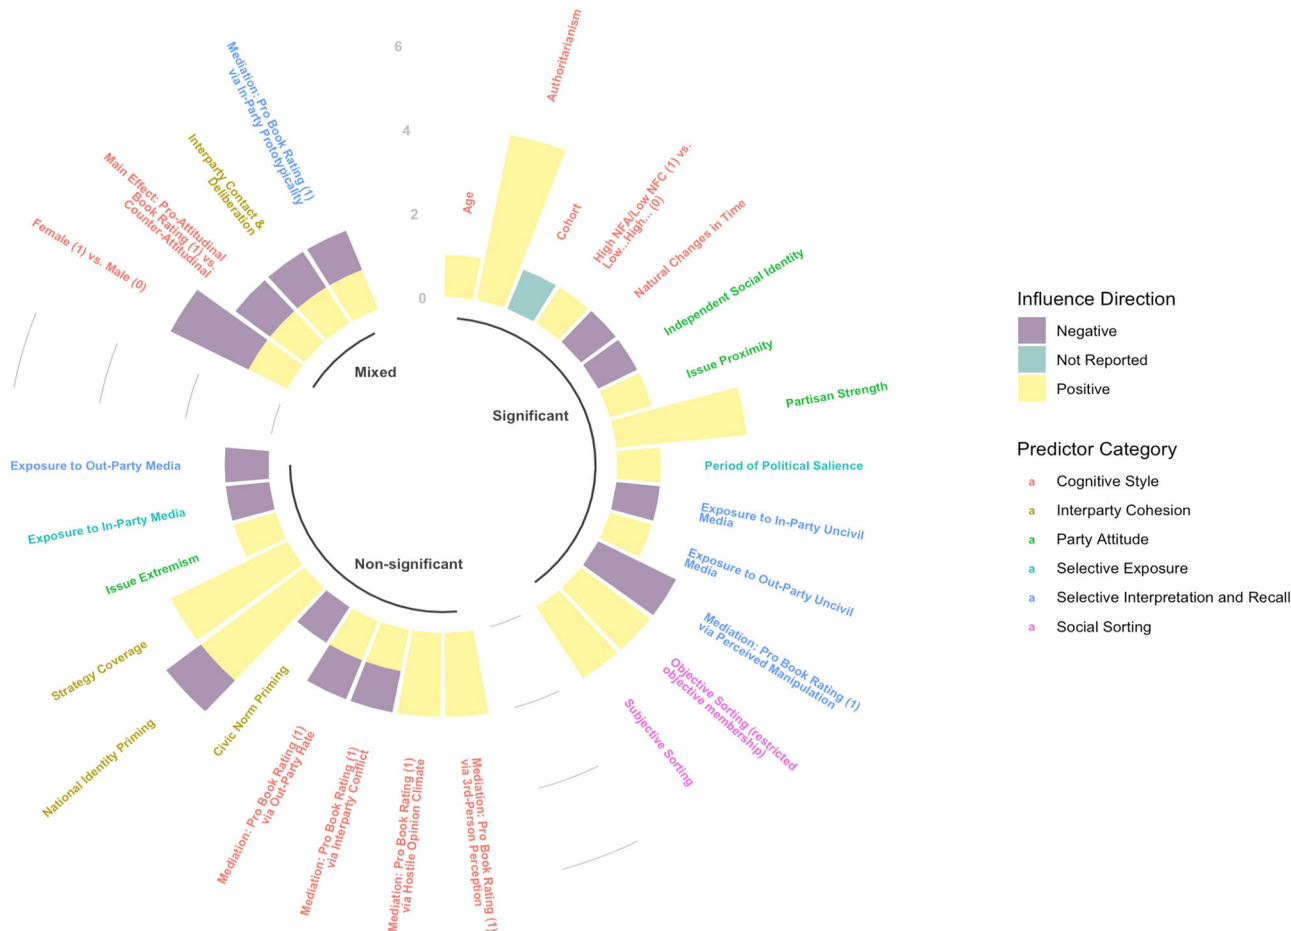 6
4
2
0
Authoritarianism
Age
Cohort
High NFA/Low NFC (1) vs.
Low...High... (0)
Natural Changes in Time
Independent Social Identity
Issue Proximity
Partisan Strength
Period of Political Salience
Exposure to In-Party Uncivil
Media
Exposure to Out-Party Uncivil
Media
Mediation: Pro Book Rating (1)
via Perceived Manipulation
Objective Sorting (restricted
objective membership)
Subjective Sorting
Mediation: Pro Book Rating (1)
via 3rd-Person Perception
Mediation: Pro Book Rating (1)
via Hostile Opinion Climate
Mediation: Pro Book Rating (1)
via Interparty Conflict
Mediation: Pro Book Rating (1)
via Out-Party Hate
Civic Norm Priming
National Identity Priming
Strategy Coverage
Issue Extremism
Exposure to In-Party Media
Exposure to Out-Party Media
Female (1) vs. Male (0)
Main Effect: Pro-Attitudinal
Book Rating (1) vs.
Counter-Attitudinal
Interparty Contact &
Deliberation
Mediation: Pro Book Rating (1)
via In-Party Prototypicality
Mixed
Significant
Non-significant
Influence Direction
Negative
Not Reported
Positive
Predictor Category
a Cognitive Style
a Interparty Cohesion
a Party Attitude
a Selective Exposure
a Selective Interpretation and Recall
a Social Sorting